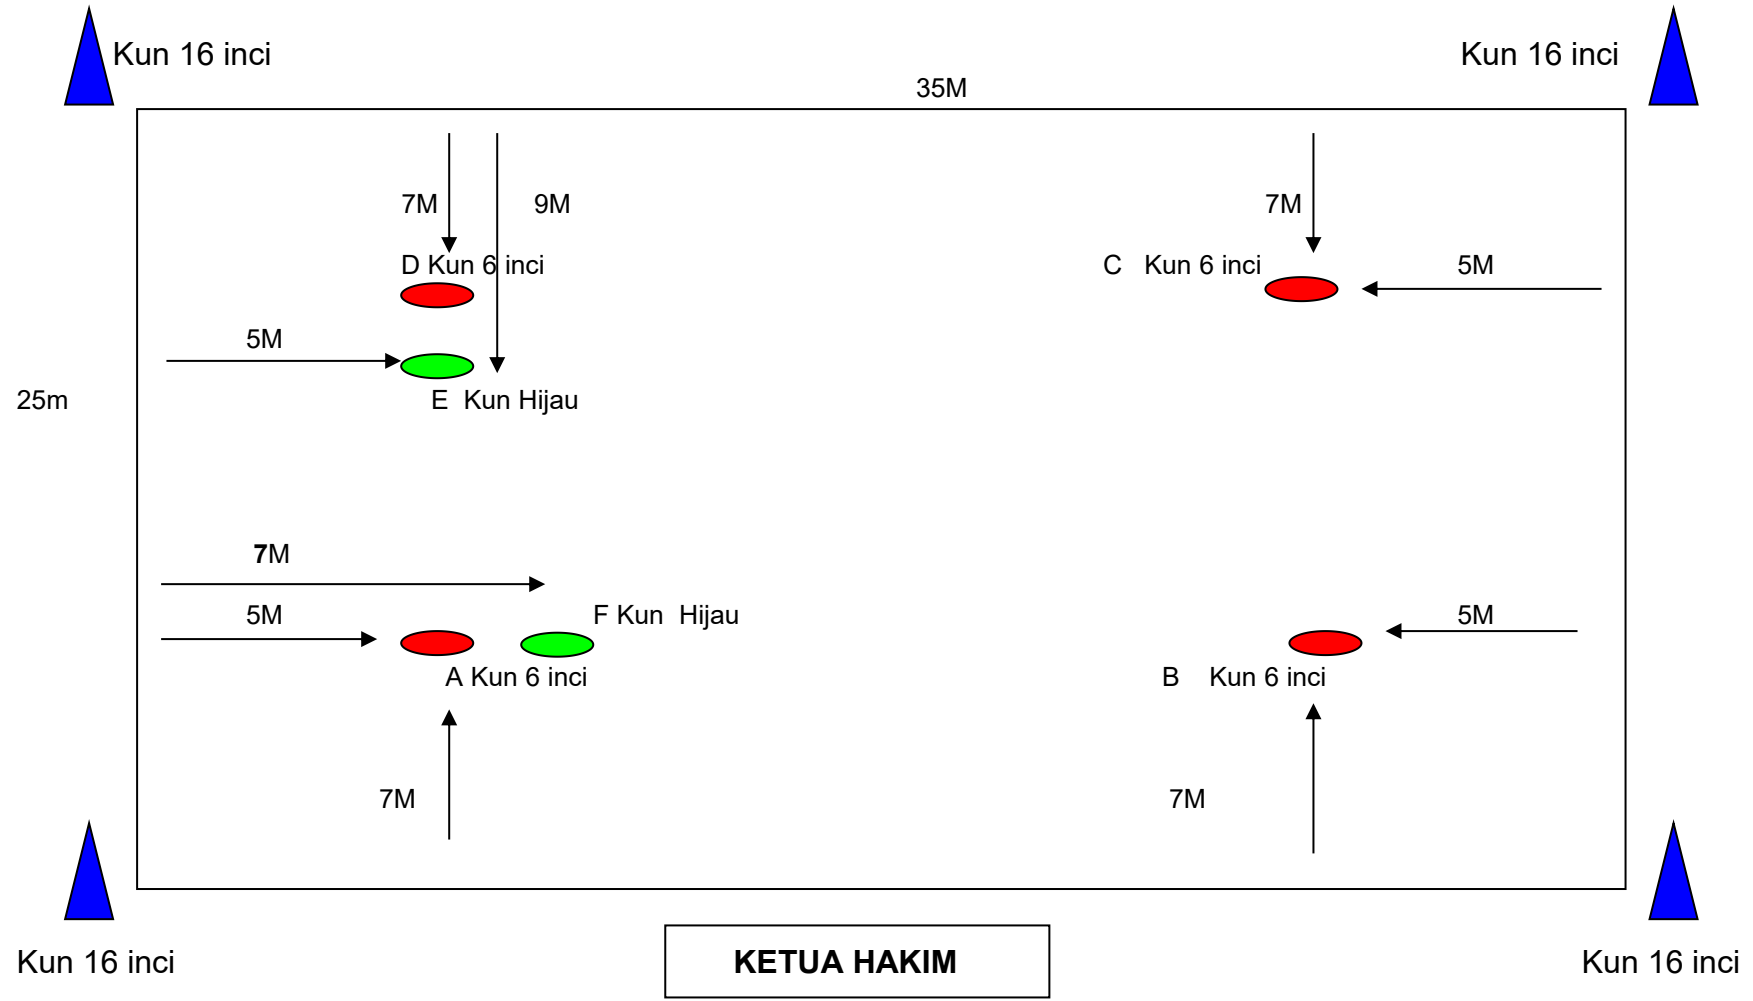 Kun 16 inci
Kun 16 inci
35M
7M
9M
7M
D Kun 6 inci
C Kun 6 inci
5M
5M
25m
E Kun Hijau
7M
5M
F Kun Hijau
5M
A Kun 6 inci
B Kun 6 inci
7M
7M
Kun 16 inci
KETUA HAKIM
Kun 16 inci